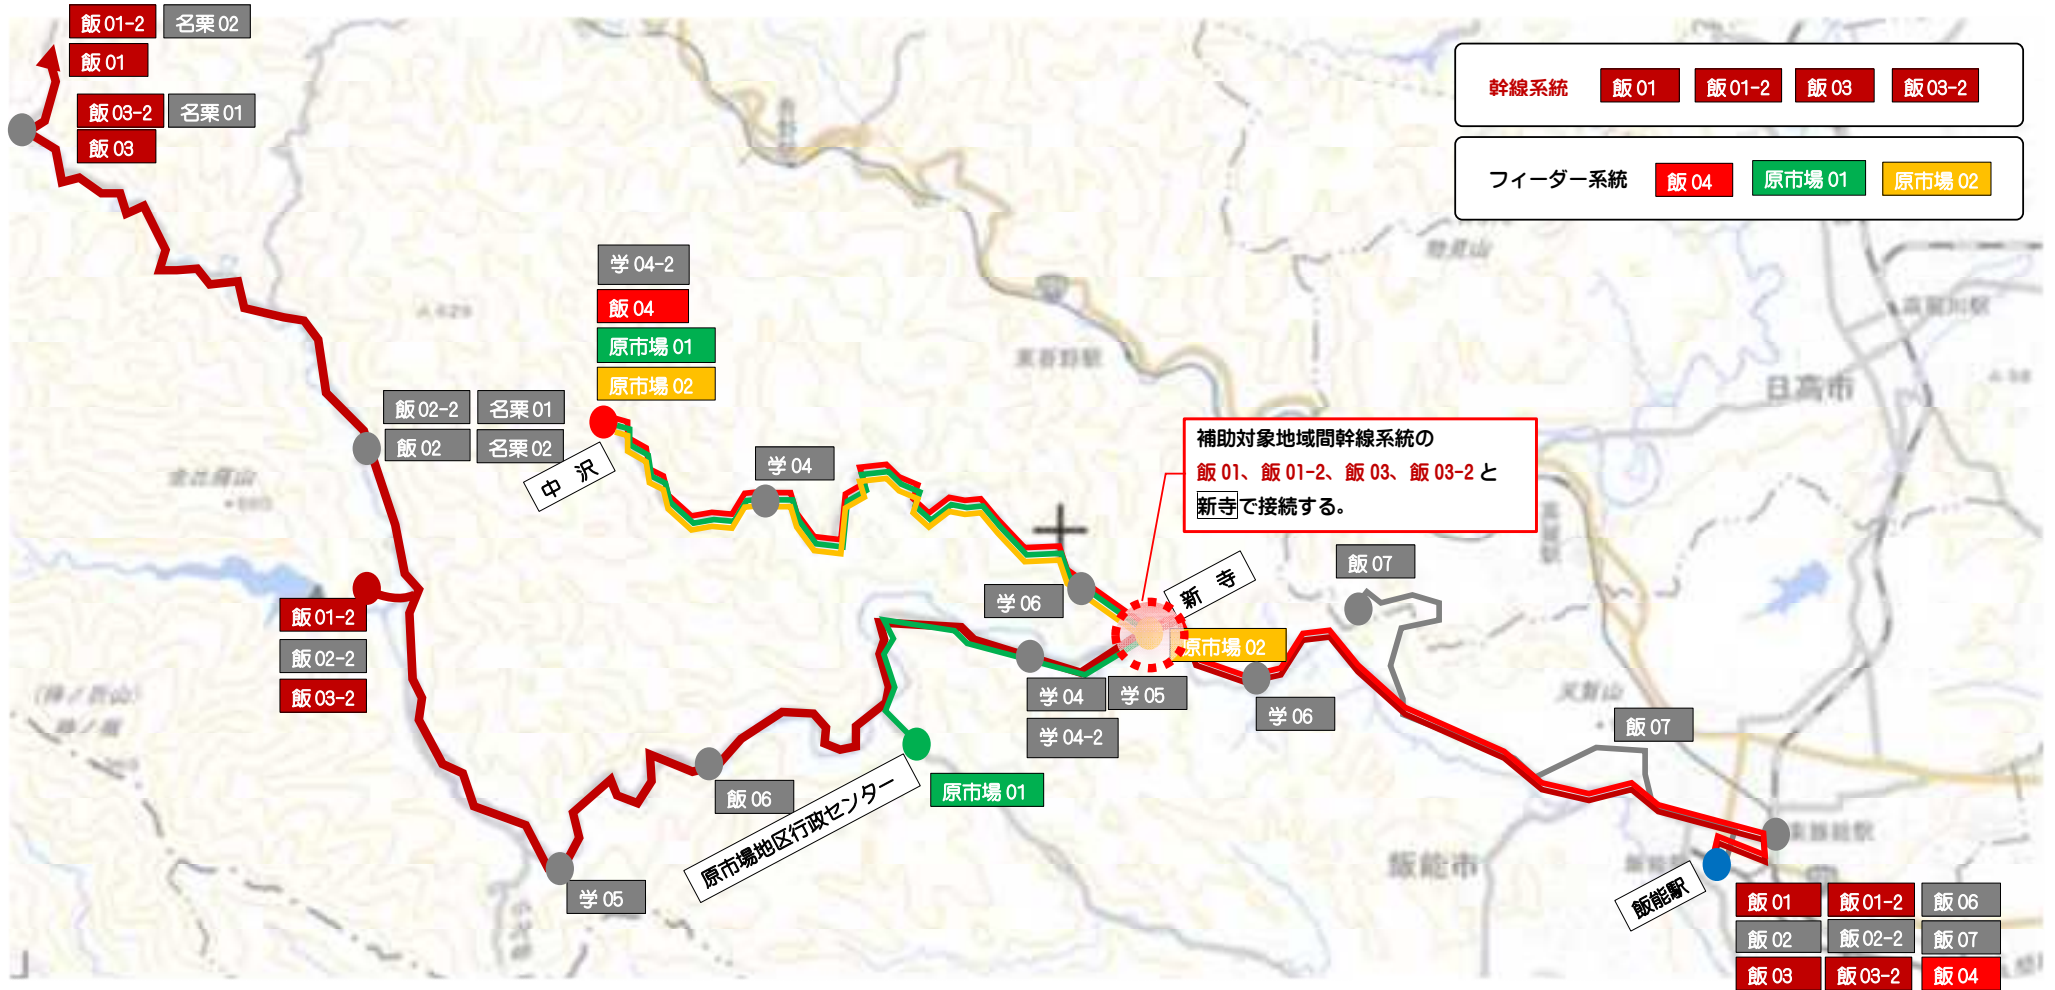 飯01-2 名栗02
飯01
飯03-2 名栗01
飯03
幹線系統 飯01 飯01-2 飯03 飯03-2
フィーダー系統 飯04 原市場01 原市場02
学04-2
飯04
原市場01
原市場02
中沢
学04
飯02-2 名栗01
飯02 名栗02
補助対象地域間幹線系統の
飯01、飯01-2、飯03、飯03-2と
新寺で接続する。
日高市
新寺
飯07
学06
飯01-2
飯02-2
飯03-2
原市場02
学04 学05
学04-2
学06
飯07
飯06
原市場01
原市場地区行政センター
学05
飯能市
東飯能駅
飯能駅
飯01 飯01-2 飯06
飯02 飯02-2 飯07
飯03 飯03-2 飯04